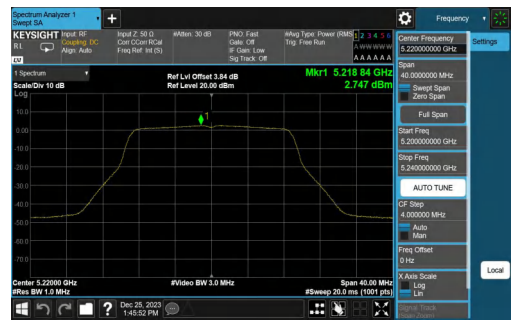 Spectrum Analyzer 1
Swept SA
Frequency
KEYSIGHT
RL
Input: RF
Coupling: DC
Align: Auto
Input Z: 50 Ω
Corr CCorr RCal
Freq Ref: Int (S)
#Atten: 30 dB
PNO: Fast
Gate: Off
IF Gain: Low
Sig Track: Off
#Avg Type: Power (RMS
Trig: Free Run
1 2 3 4 5 6
A W W W W W
A A A A A A
LV
1 Spectrum
Scale/Div 10 dB
Log
Ref Lvl Offset 3.84 dB
Ref Level 20.00 dBm
Mkr1 5.218 84 GHz
2.747 dBm
1
10.0
0.00
-10.0
-20.0
-30.0
-40.0
-50.0
-60.0
-70.0
Center 5.22000 GHz
#Res BW 1.0 MHz
#Video BW 3.0 MHz
Span 40.00 MHz
#Sweep 20.0 ms (1001 pts)
Center Frequency
5.220000000 GHz
Settings
Span
40.0000000 MHz
Swept Span
Zero Span
Full Span
Start Freq
5.200000000 GHz
Stop Freq
5.240000000 GHz
AUTO TUNE
CF Step
4.000000 MHz
Auto
Man
Freq Offset
0 Hz
X Axis Scale
Log
Lin
Signal Track
(Span Zoom)
Local
?
Dec 25, 2023
1:45:52 PM